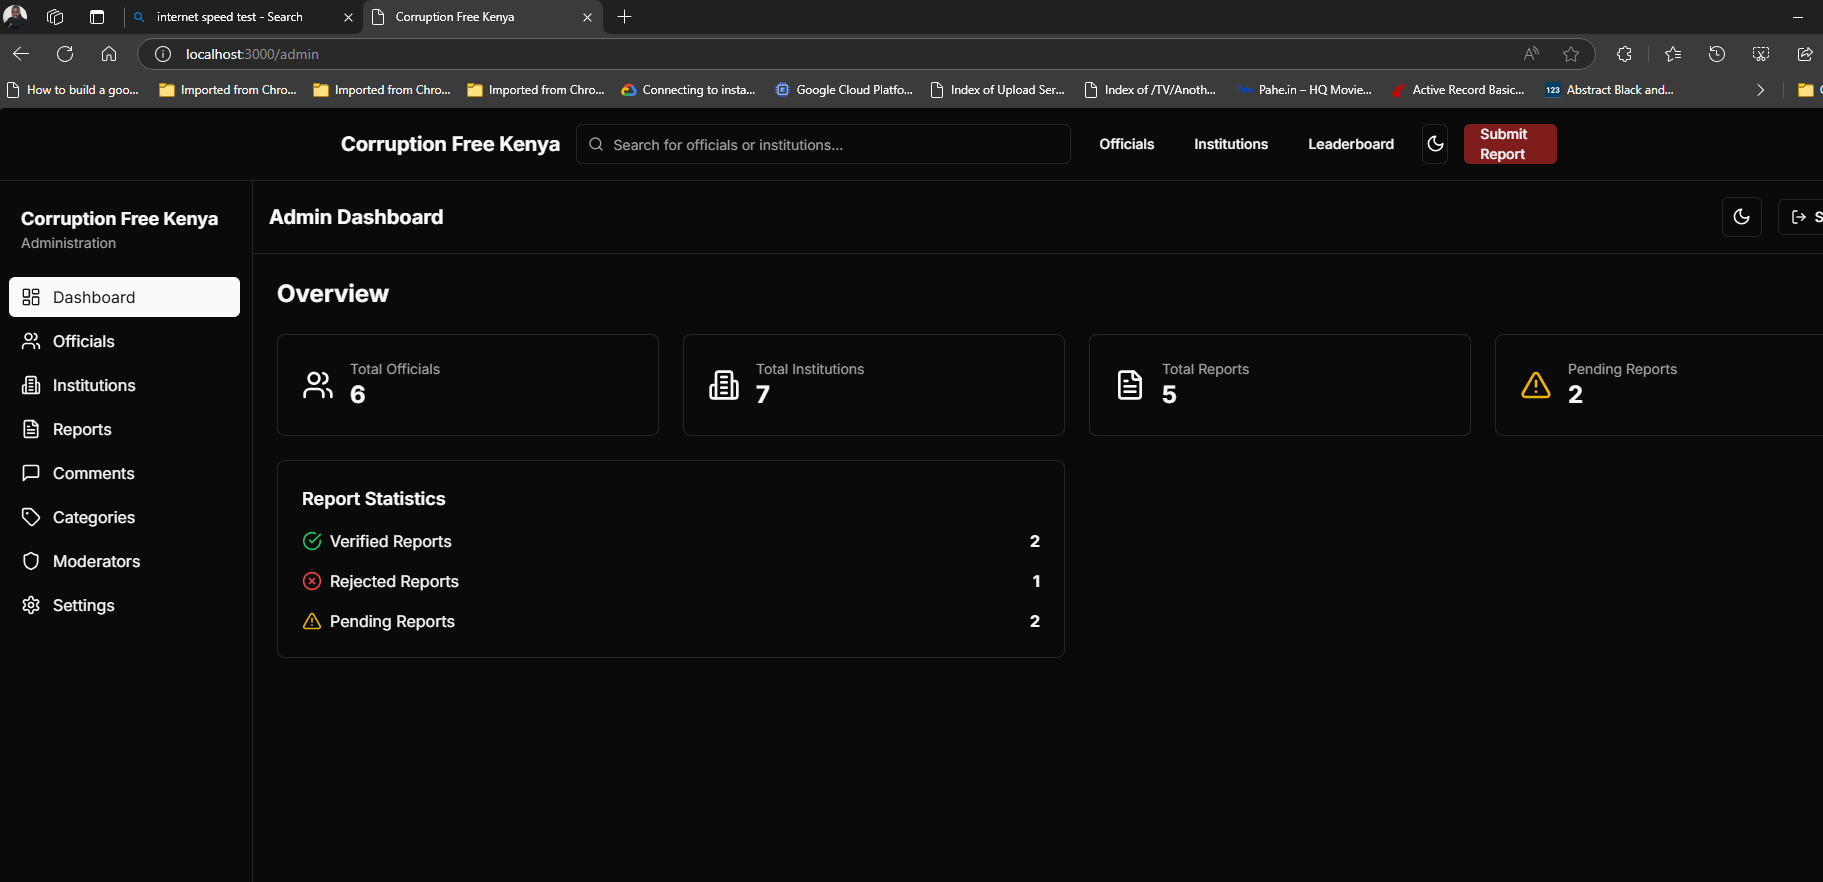 internet speed test - Search
Corruption Free Kenya
localhost:3000/admin
How to build a goo...
Imported from Chro...
Imported from Chro...
Imported from Chro...
Connecting to insta...
Google Cloud Platfo...
Index of Upload Ser...
Index of /TV/Anoth...
Pahe.in – HQ Movie...
Active Record Basic...
123
Abstract Black and...
Corruption Free Kenya
Search for officials or institutions...
Officials
Institutions
Leaderboard
Submit
Report
Corruption Free Kenya
Administration
Dashboard
Officials
Institutions
Reports
Comments
Categories
Moderators
Settings
Admin Dashboard
S
Overview
Total Officials
6
Total Institutions
7
Total Reports
5
Pending Reports
2
Report Statistics
Verified Reports 2
Rejected Reports 1
Pending Reports 2